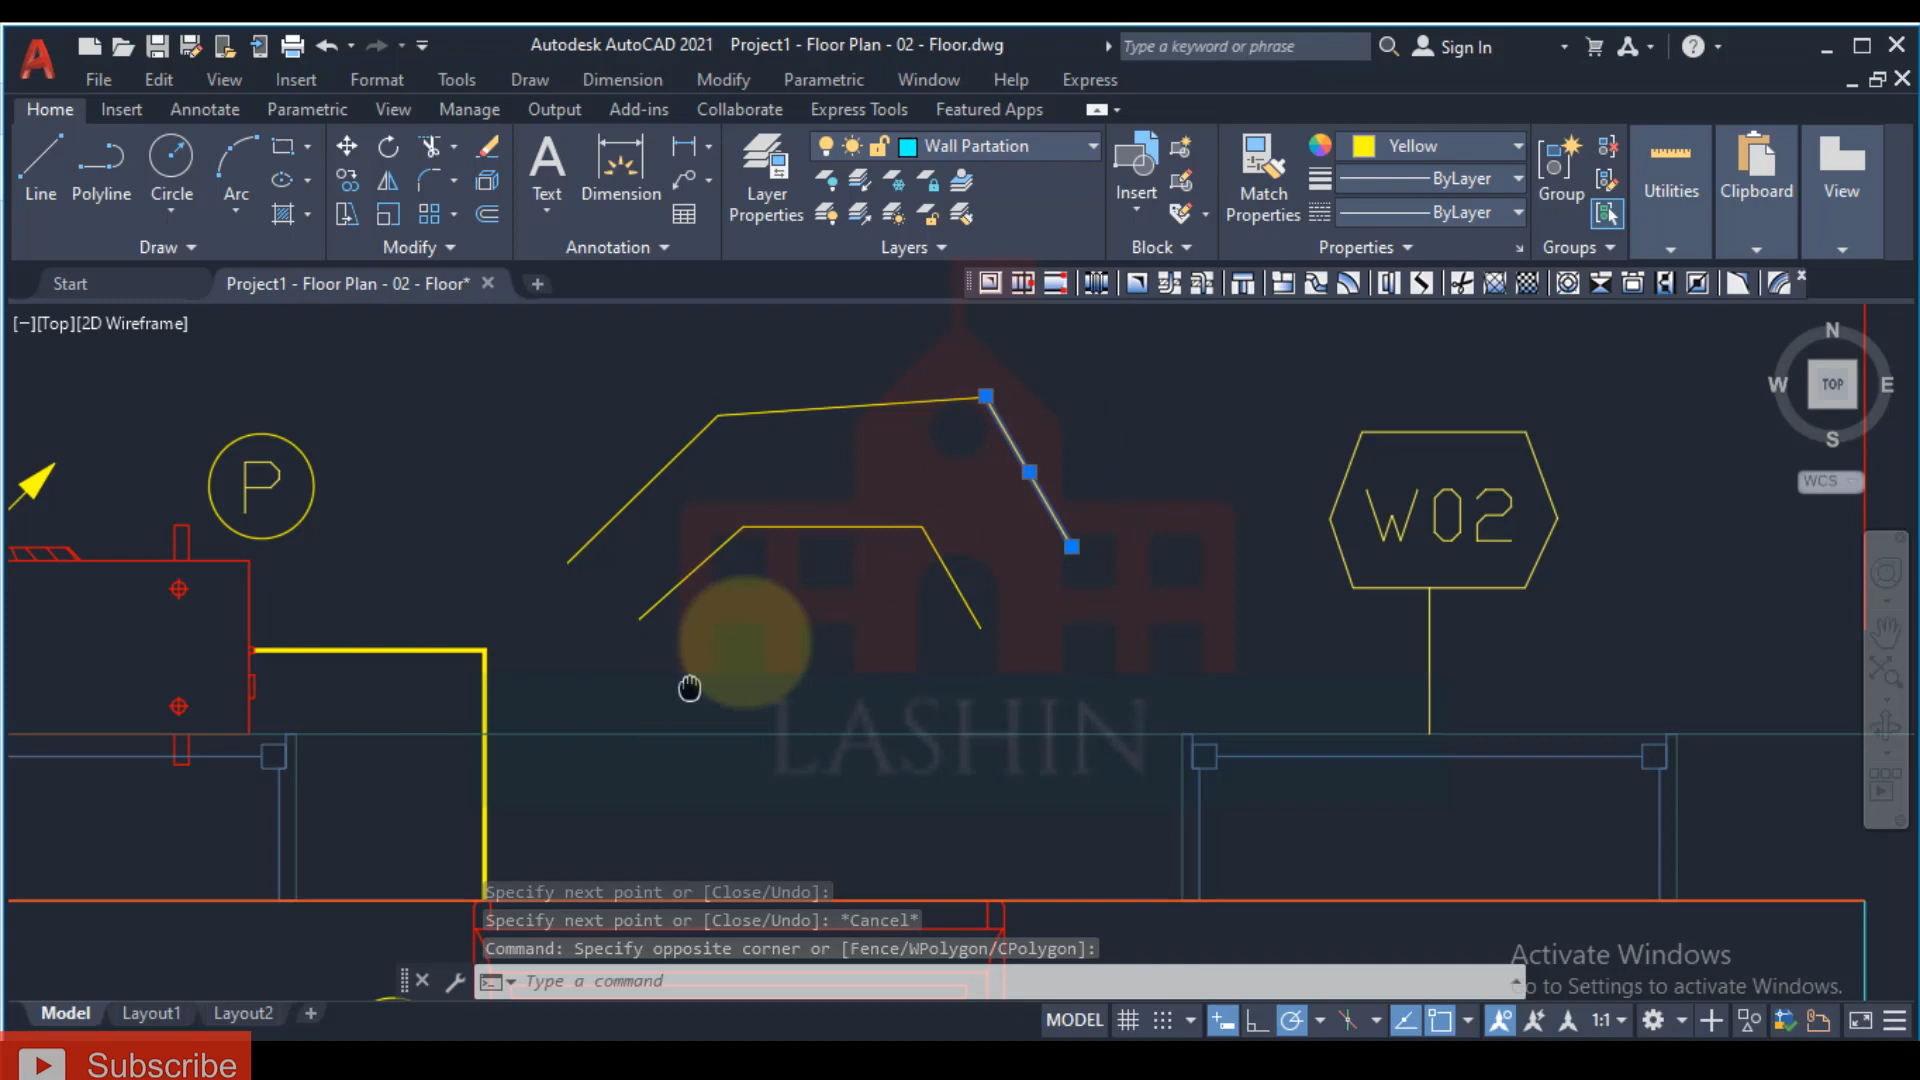 Autodesk AutoCAD 2021 Project1 - Floor Plan - 02 - Floor.dwg
Type a keyword or phrase
Sign In
File Edit View Insert Format Tools Draw Dimension Modify Parametric Window Help Express
Home Insert Annotate Parametric View Manage Output Add-ins Collaborate Express Tools Featured Apps
Line Polyline Circle Arc
Draw
Modify
Text Dimension
Annotation
Layer Properties
Wall Partation
Layers
Insert
Block
Match Properties
Yellow
ByLayer
ByLayer
Properties
Group
Groups
Utilities
Clipboard
View
Start
Project1 - Floor Plan - 02 - Floor*
[−][Top][2D Wireframe]
N
W TOP E
S
WCS
P
W02
LASHIN
Specify next point or [Close/Undo]:
Specify next point or [Close/Undo]: *Cancel*
Command: Specify opposite corner or [Fence/WPolygon/CPolygon]:
Type a command
Activate Windows
Go to Settings to activate Windows.
Model Layout1 Layout2 +
MODEL
1:1
Subscribe